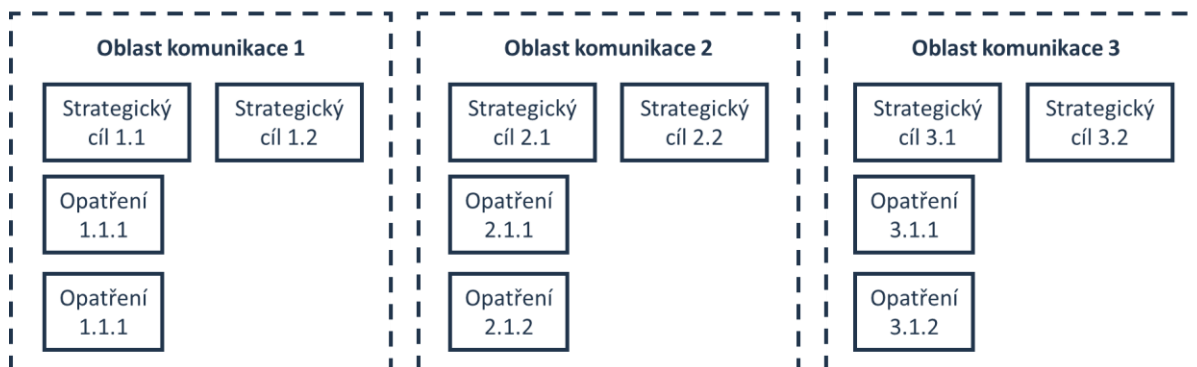 Oblast komunikace 1
Strategický
cíl 1.1
Strategický
cíl 1.2
Opatření
1.1.1
Opatření
1.1.1
Oblast komunikace 2
Strategický
cíl 2.1
Strategický
cíl 2.2
Opatření
2.1.1
Opatření
2.1.2
Oblast komunikace 3
Strategický
cíl 3.1
Strategický
cíl 3.2
Opatření
3.1.1
Opatření
3.1.2